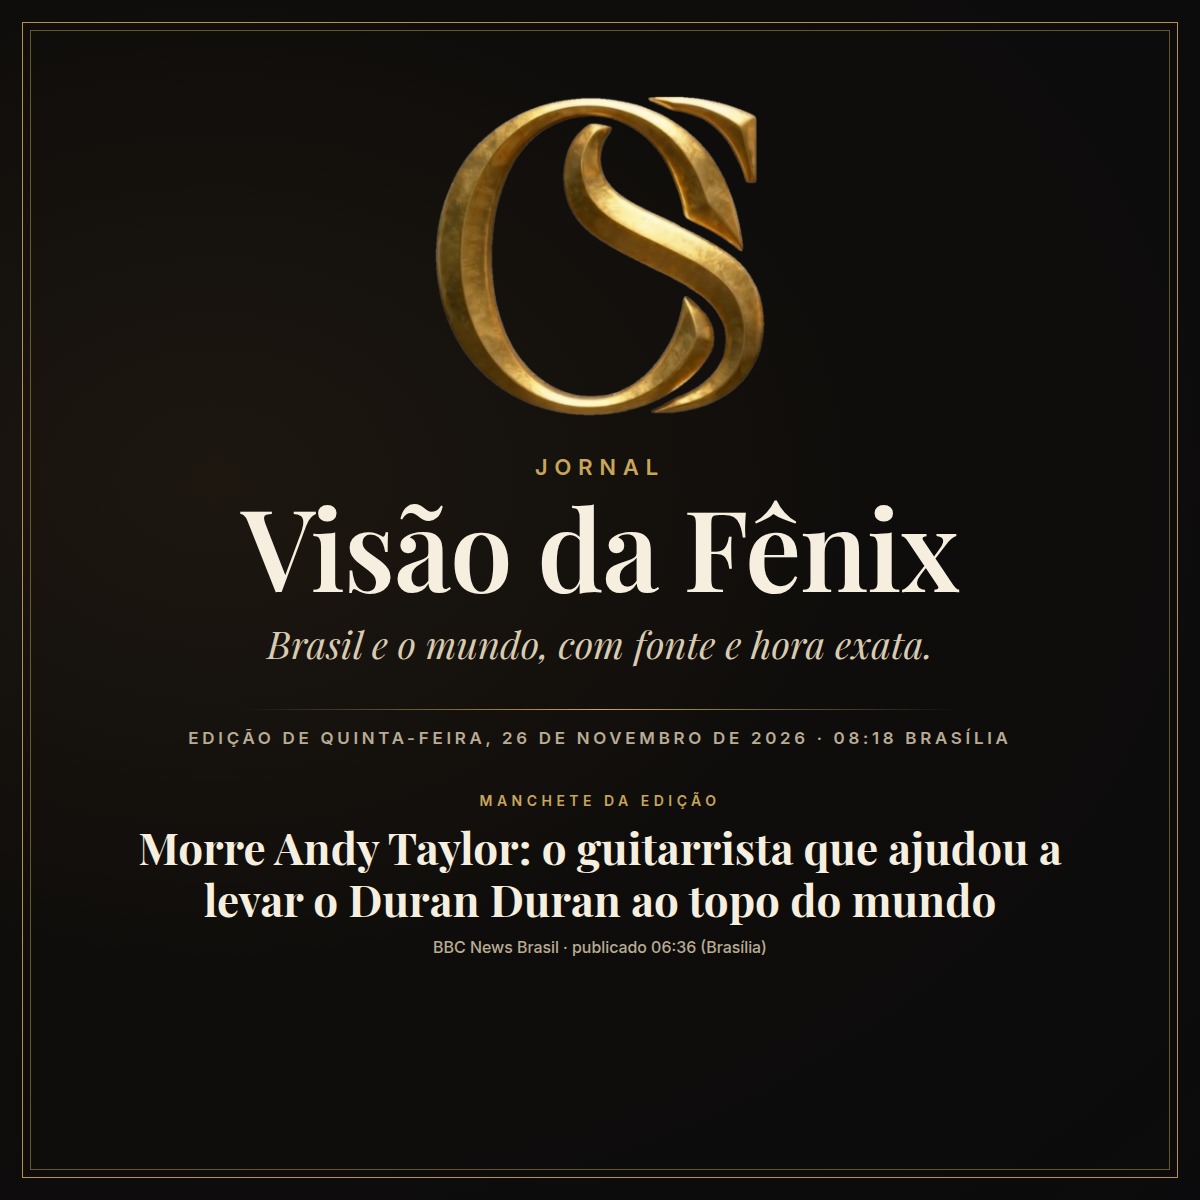 CS
JORNAL
Visão da Fênix
Brasil e o mundo, com fonte e hora exata.
EDIÇÃO DE QUINTA-FEIRA, 26 DE NOVEMBRO DE 2026 · 08:18 BRASÍLIA
MANCHETE DA EDIÇÃO
Morre Andy Taylor: o guitarrista que ajudou a
levar o Duran Duran ao topo do mundo
BBC News Brasil · publicado 06:36 (Brasília)